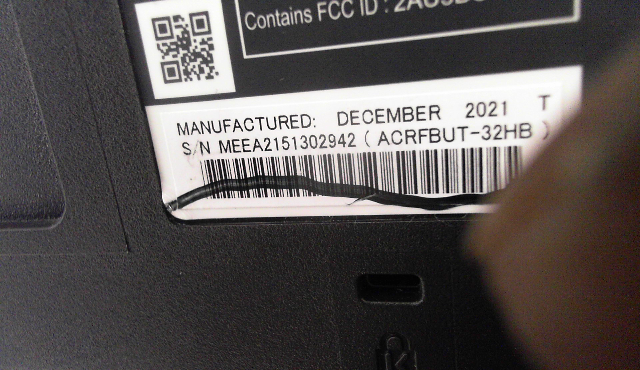 Contains FCC ID :
MANUFACTURED: DECEMBER 2021 T
S/N MEEA2151302942 ( ACRFBUT-32HB )